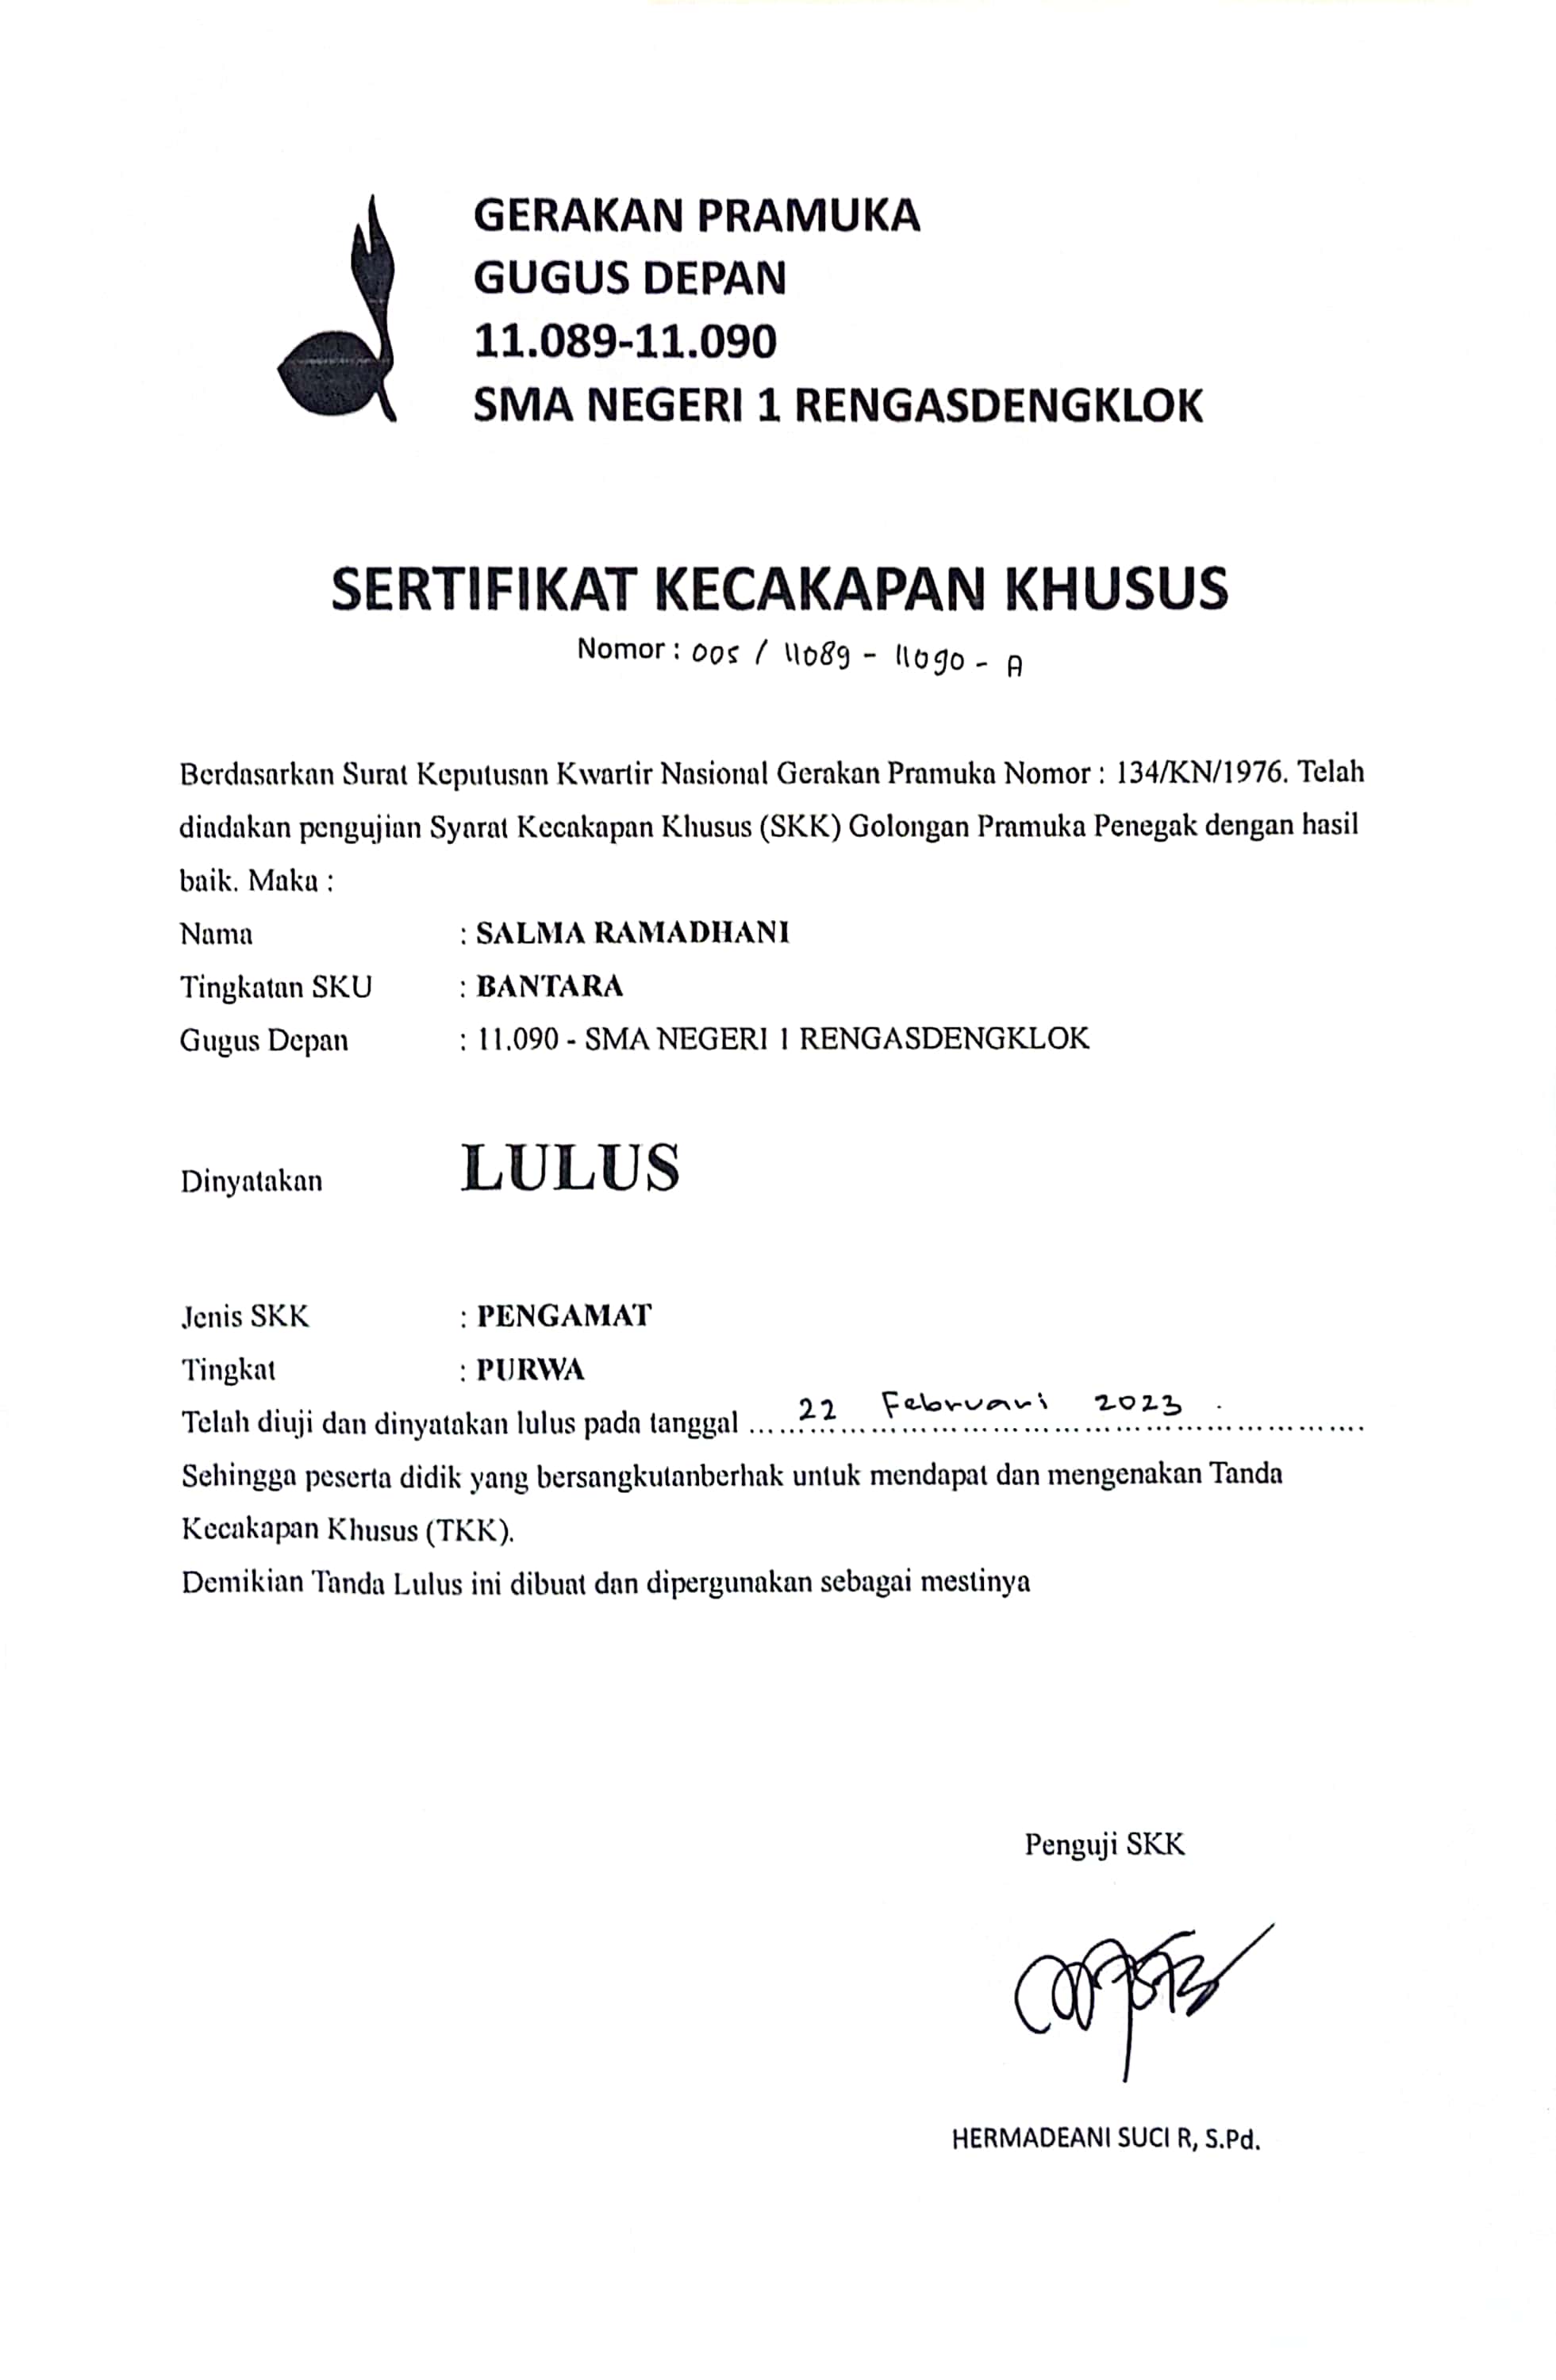 GERAKAN PRAMUKA
GUGUS DEPAN
11.089-11.090
SMA NEGERI 1 RENGASDENGKLOK
SERTIFIKAT KECAKAPAN KHUSUS
Nomor : 005 / 11089 - 11090 - A
Berdasarkan Surat Keputusan Kwartir Nasional Gerakan Pramuka Nomor : 134/KN/1976. Telah
diadakan pengujian Syarat Kecakapan Khusus (SKK) Golongan Pramuka Penegak dengan hasil
baik. Maka :
Nama : SALMA RAMADHANI
Tingkatan SKU : BANTARA
Gugus Depan : 11.090 - SMA NEGERI 1 RENGASDENGKLOK
Dinyatakan LULUS
Jenis SKK : PENGAMAT
Tingkat : PURWA
Telah diuji dan dinyatakan lulus pada tanggal 22 Februari 2023 .
Sehingga peserta didik yang bersangkutanberhak untuk mendapat dan mengenakan Tanda
Kecakapan Khusus (TKK).
Demikian Tanda Lulus ini dibuat dan dipergunakan sebagai mestinya
Penguji SKK
HERMADEANI SUCI R, S.Pd.